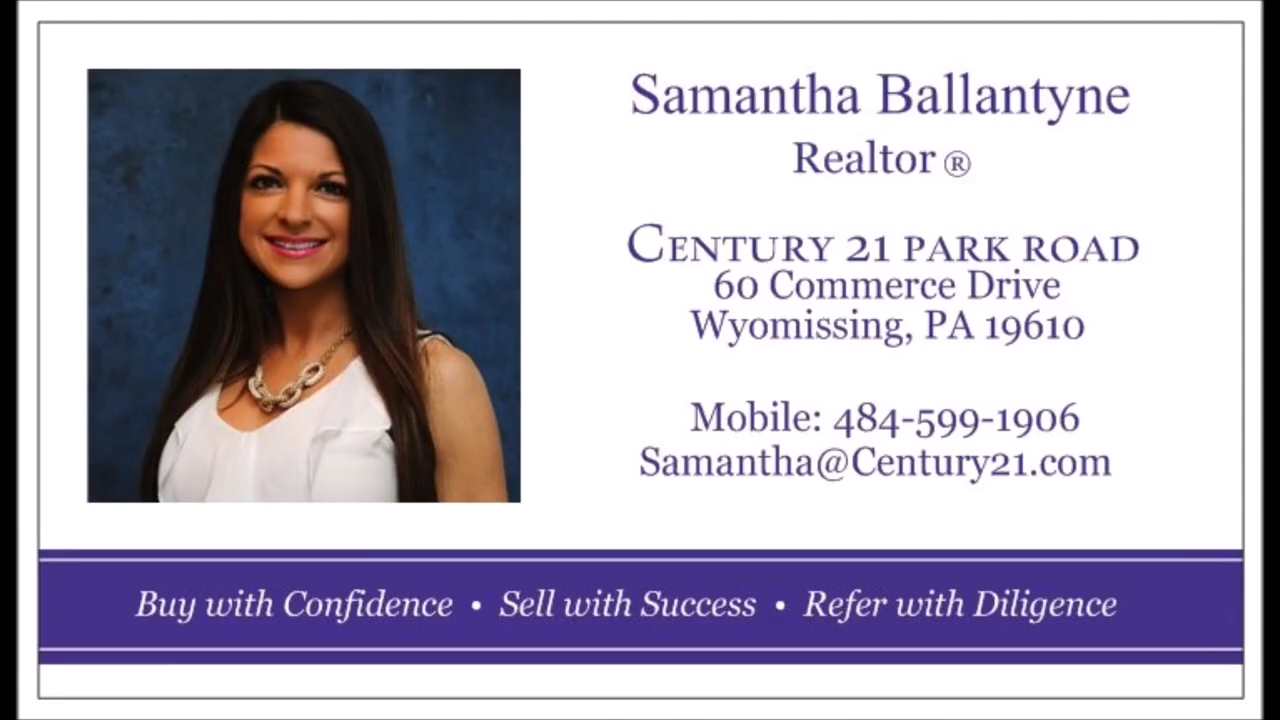 Samantha Ballantyne
Realtor ®
CENTURY 21 PARK ROAD
60 Commerce Drive
Wyomissing, PA 19610
Mobile: 484-599-1906
Samantha@Century21.com
Buy with Confidence • Sell with Success • Refer with Diligence